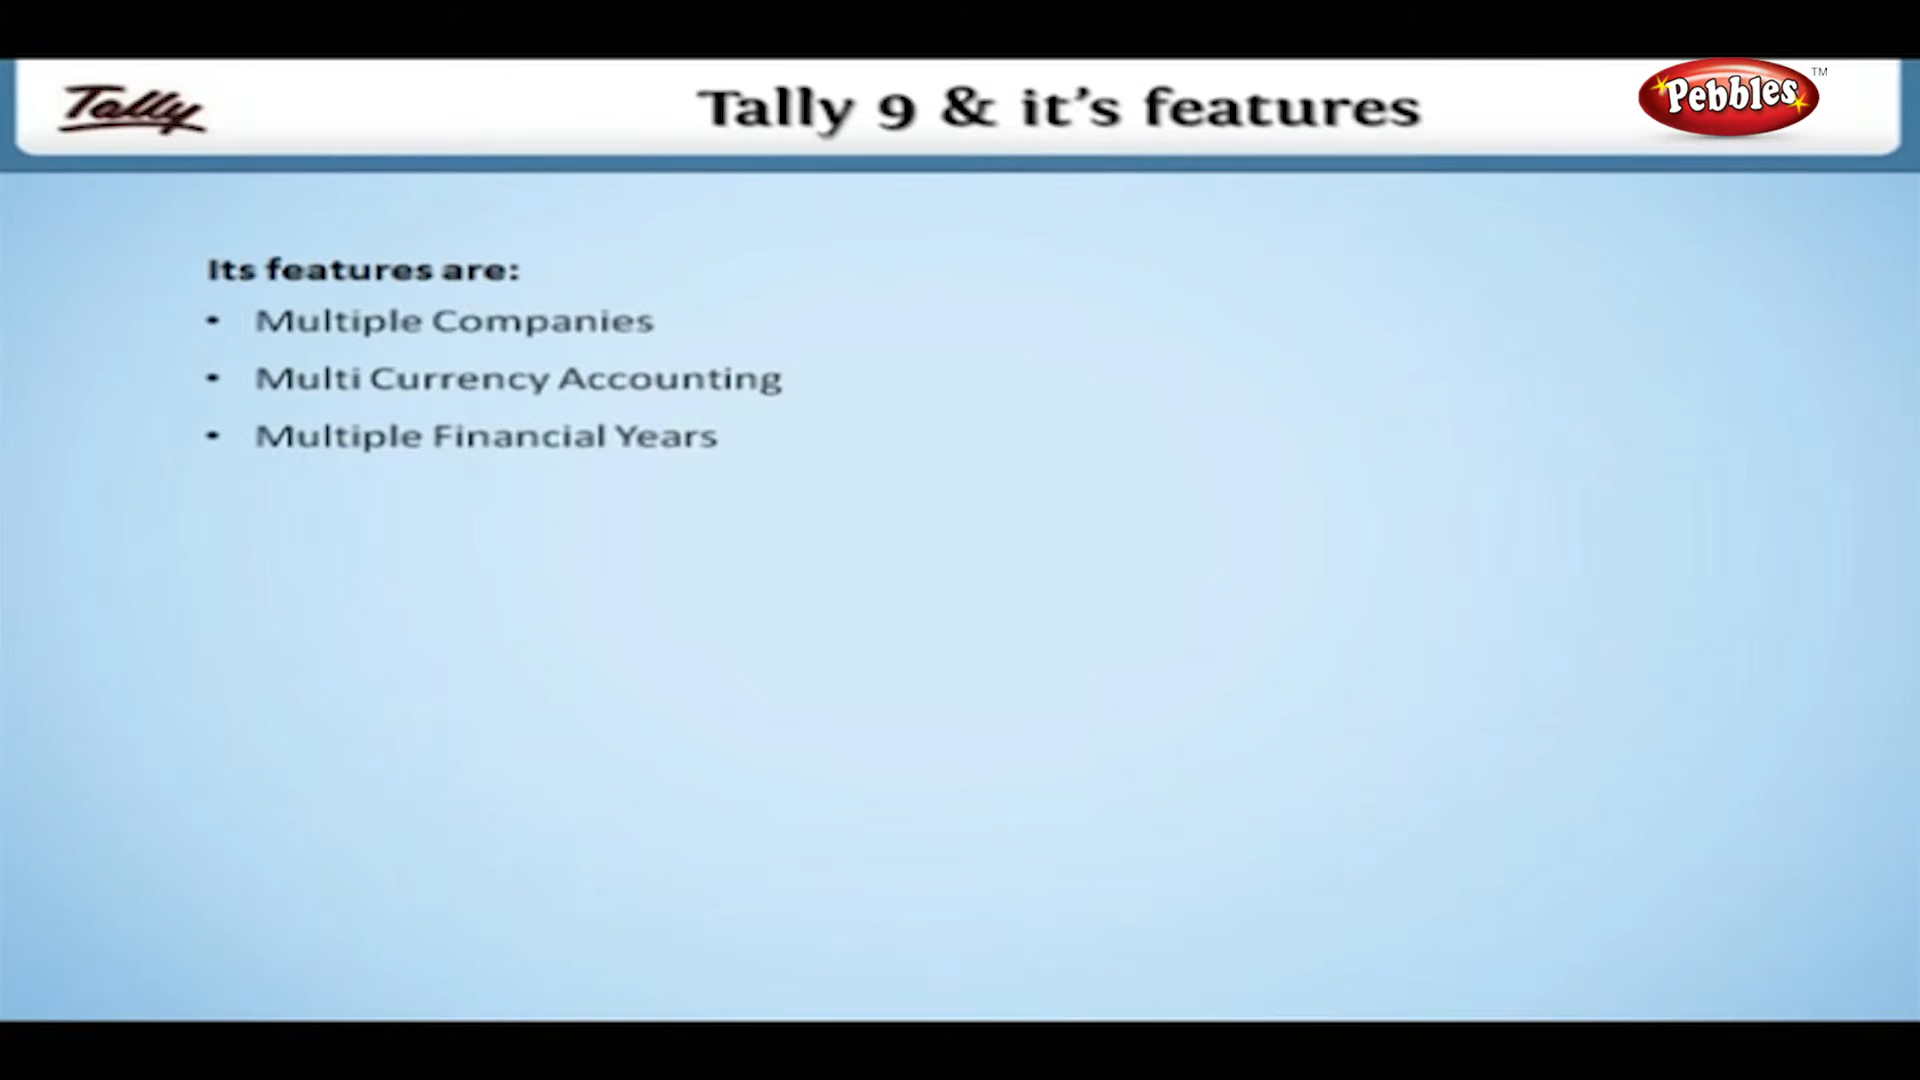 Tally
Tally 9 & it's features
Pebbles TM
Its features are:
• Multiple Companies
• Multi Currency Accounting
• Multiple Financial Years